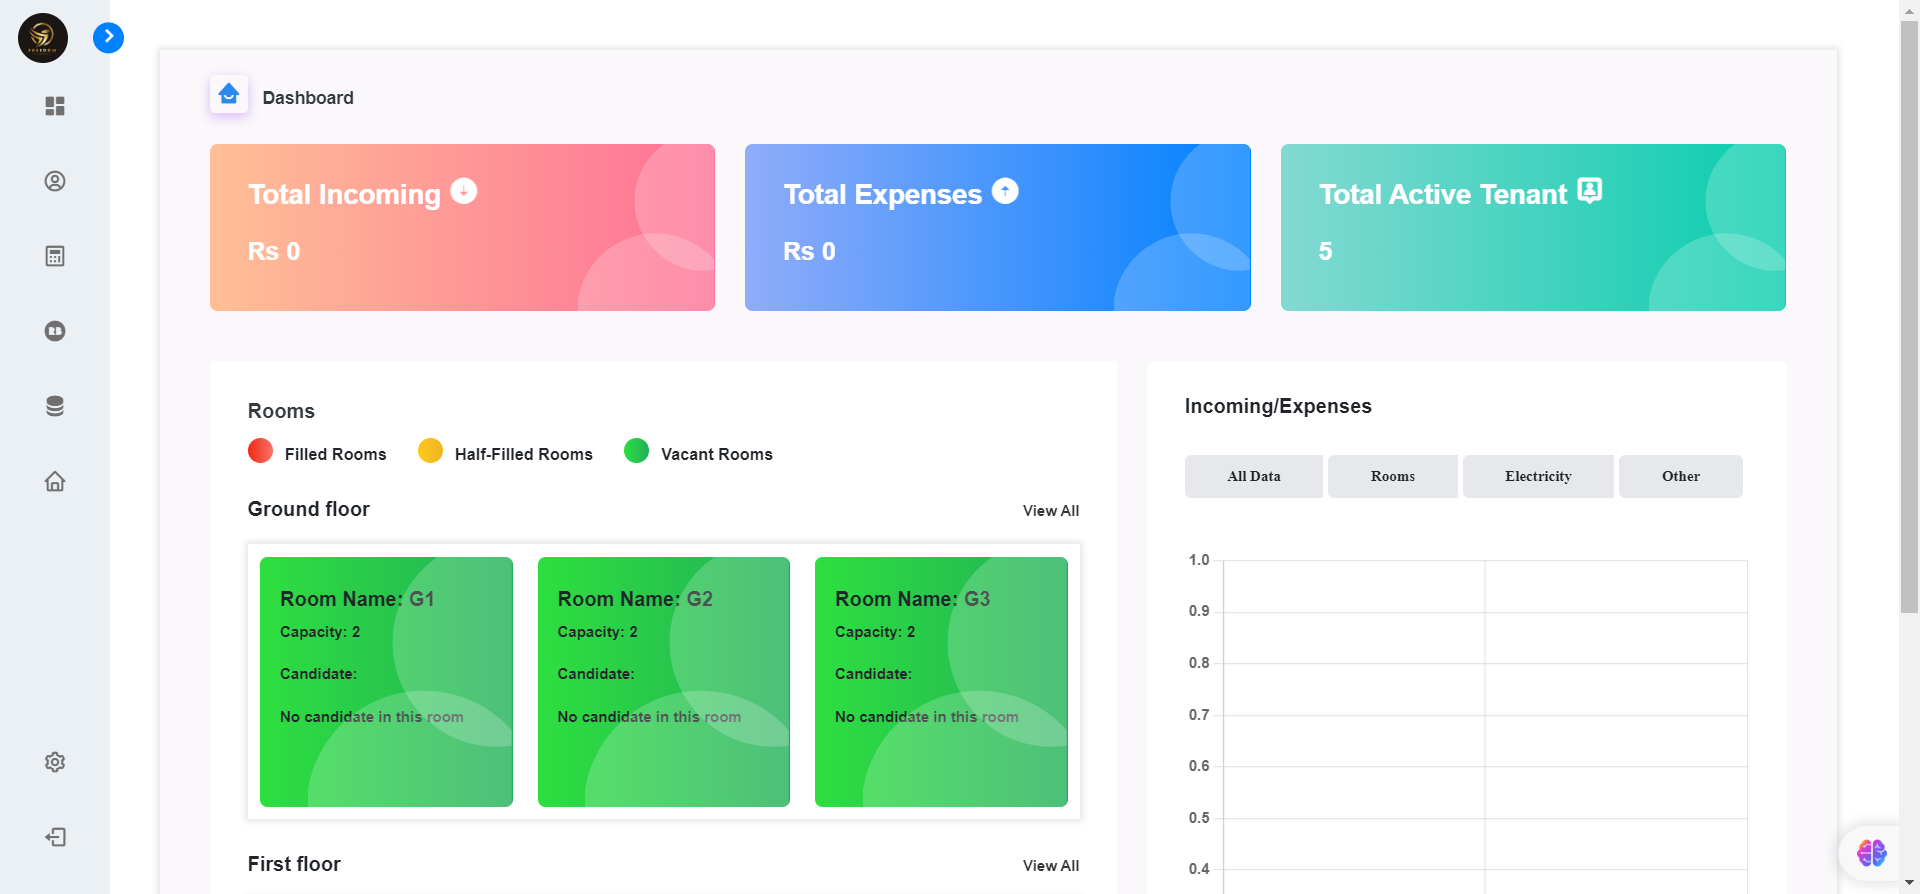 FREEDOM
Dashboard
Total Incoming
Rs 0
Total Expenses
Rs 0
Total Active Tenant
5
Rooms
Filled Rooms
Half-Filled Rooms
Vacant Rooms
Ground floor
View All
Room Name: G1
Capacity: 2
Candidate:
No candidate in this room
Room Name: G2
Capacity: 2
Candidate:
No candidate in this room
Room Name: G3
Capacity: 2
Candidate:
No candidate in this room
First floor
View All
Incoming/Expenses
All Data
Rooms
Electricity
Other
1.0
0.9
0.8
0.7
0.6
0.5
0.4